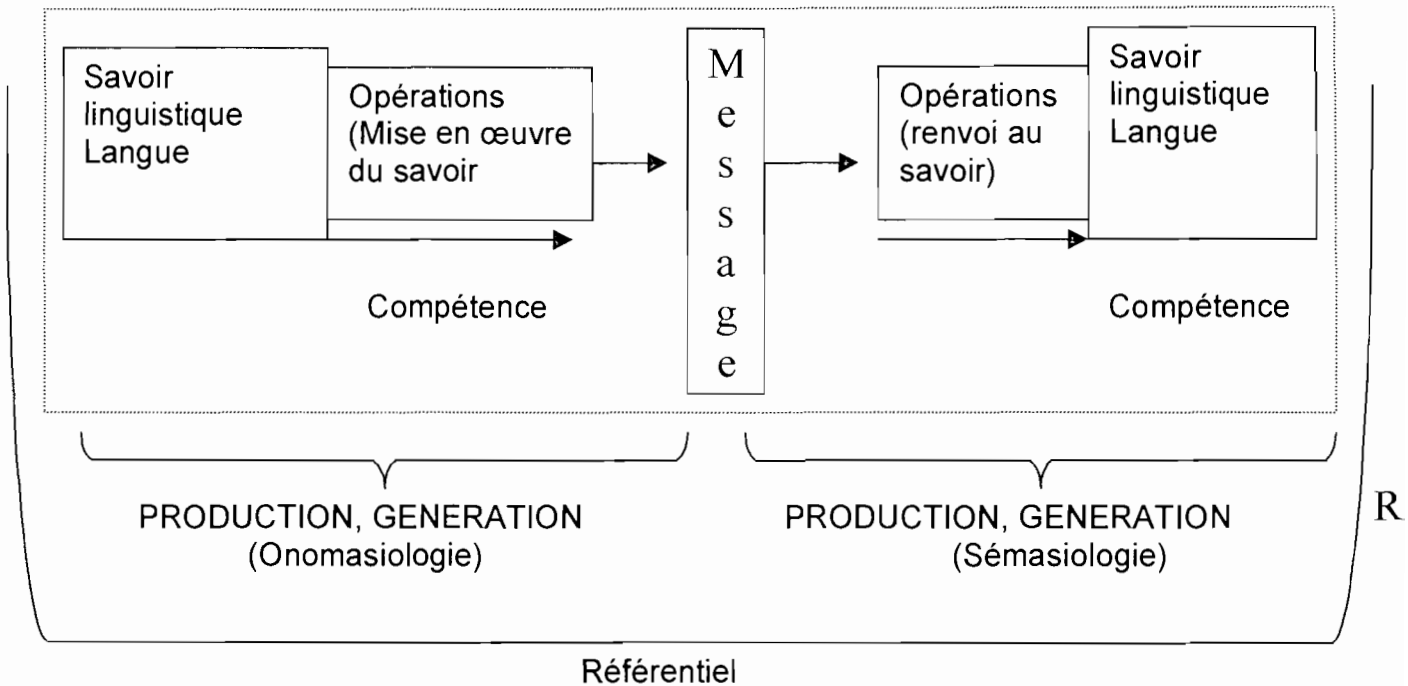 Savoir
linguistique
Langue
Opérations
(Mise en œuvre
du savoir
Message
Opérations
(renvoi au
savoir)
Savoir
linguistique
Langue
Compétence
Compétence
PRODUCTION, GENERATION
(Onomasiologie)
PRODUCTION, GENERATION
(Sémasiologie)
R
Référentiel